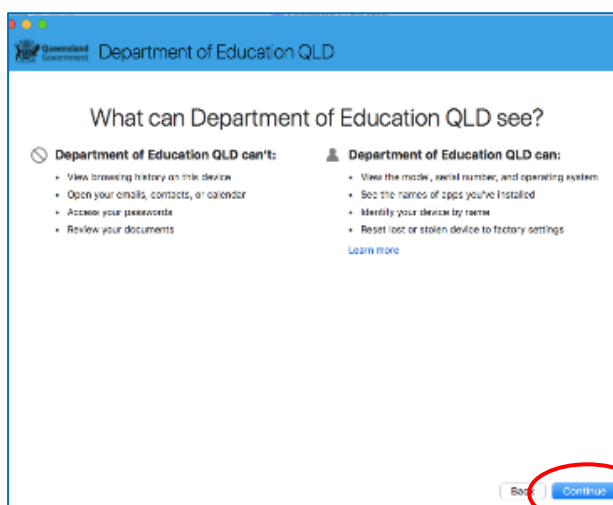 Queensland
Government
Department of Education QLD
What can Department of Education QLD see?
Department of Education QLD can't:
• View browsing history on this device
• Open your emails, contacts, or calendar
• Access your passwords
• Review your documents
Department of Education QLD can:
• View the model, serial number, and operating system
• See the names of apps you've installed
• Identify your device by name
• Reset lost or stolen device to factory settings
Learn more
Back
Continue